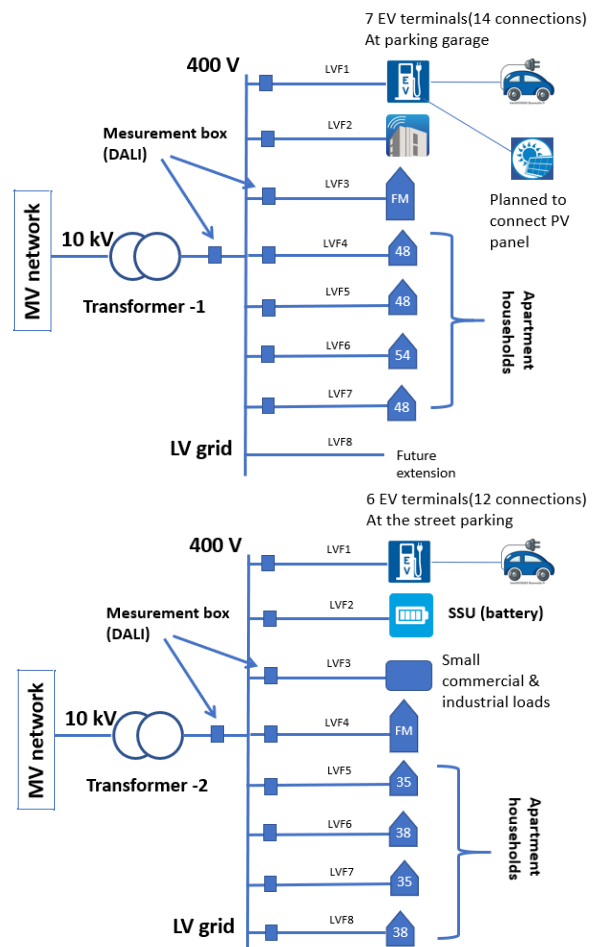 7 EV terminals(14 connections)
At parking garage
400 V
LVF1
EV
LVF2
Mesurement box
(DALI)
LVF3
FM
Planned to
connect PV
panel
MV network
10 kV
LVF4
48
Transformer -1
LVF5
48
Apartment
households
LVF6
54
LVF7
48
LV grid
LVF8
Future
extension
6 EV terminals(12 connections)
At the street parking
400 V
LVF1
EV
LVF2
SSU (battery)
Mesurement box
(DALI)
LVF3
Small
commercial &
industrial loads
MV network
10 kV
LVF4
FM
Transformer -2
LVF5
35
Apartment
households
LVF6
38
LVF7
35
LV grid
LVF8
38